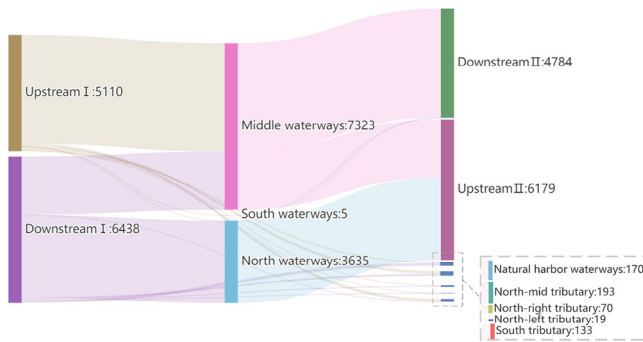 Downstream Ⅱ:4784
Upstream Ⅰ:5110
Middle waterways:7323
Upstream Ⅱ:6179
South waterways:5
Downstream Ⅰ:6438
North waterways:3635
Natural harbor waterways:170
North-mid tributary:193
North-right tributary:70
North-left tributary:19
South tributary:133